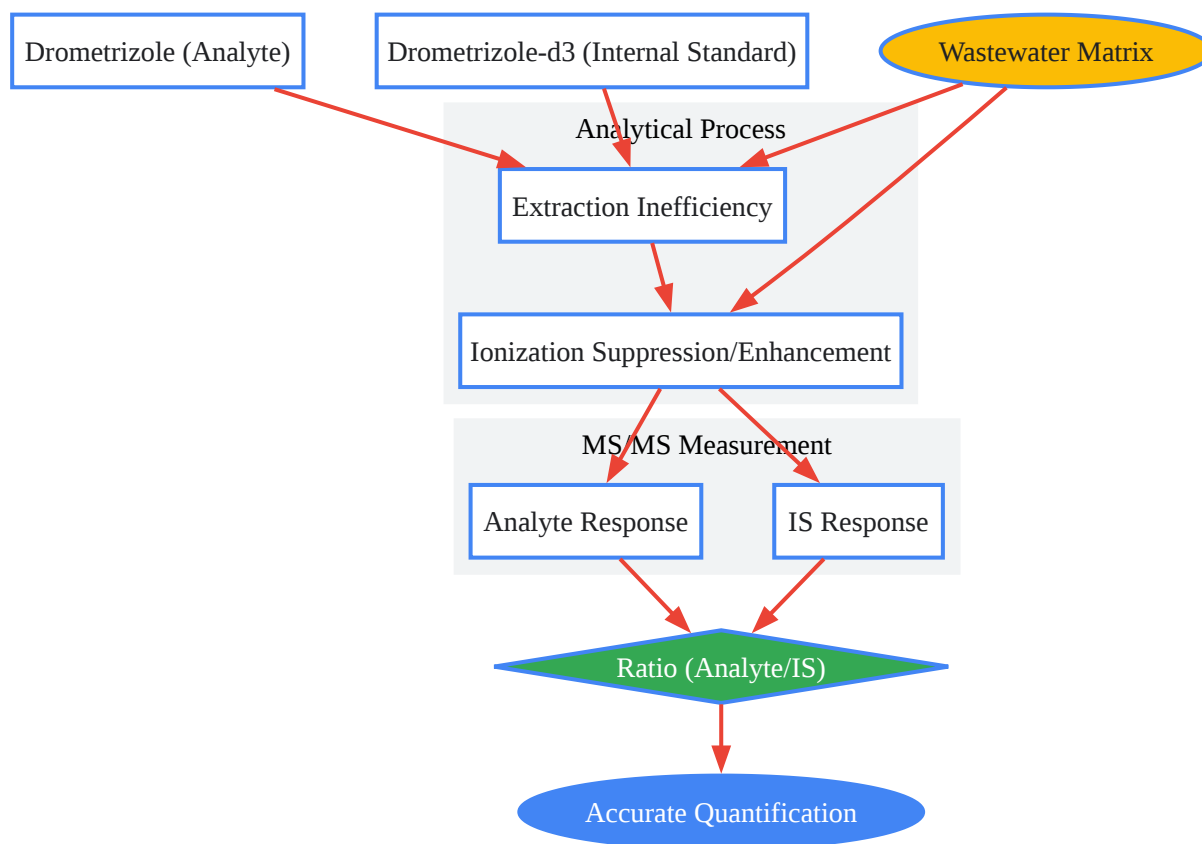 Drometrizole (Analyte)
Drometrizole-d3 (Internal Standard)
Wastewater Matrix
Analytical Process
Extraction Inefficiency
Ionization Suppression/Enhancement
MS/MS Measurement
Analyte Response
IS Response
Ratio (Analyte/IS)
Accurate Quantification